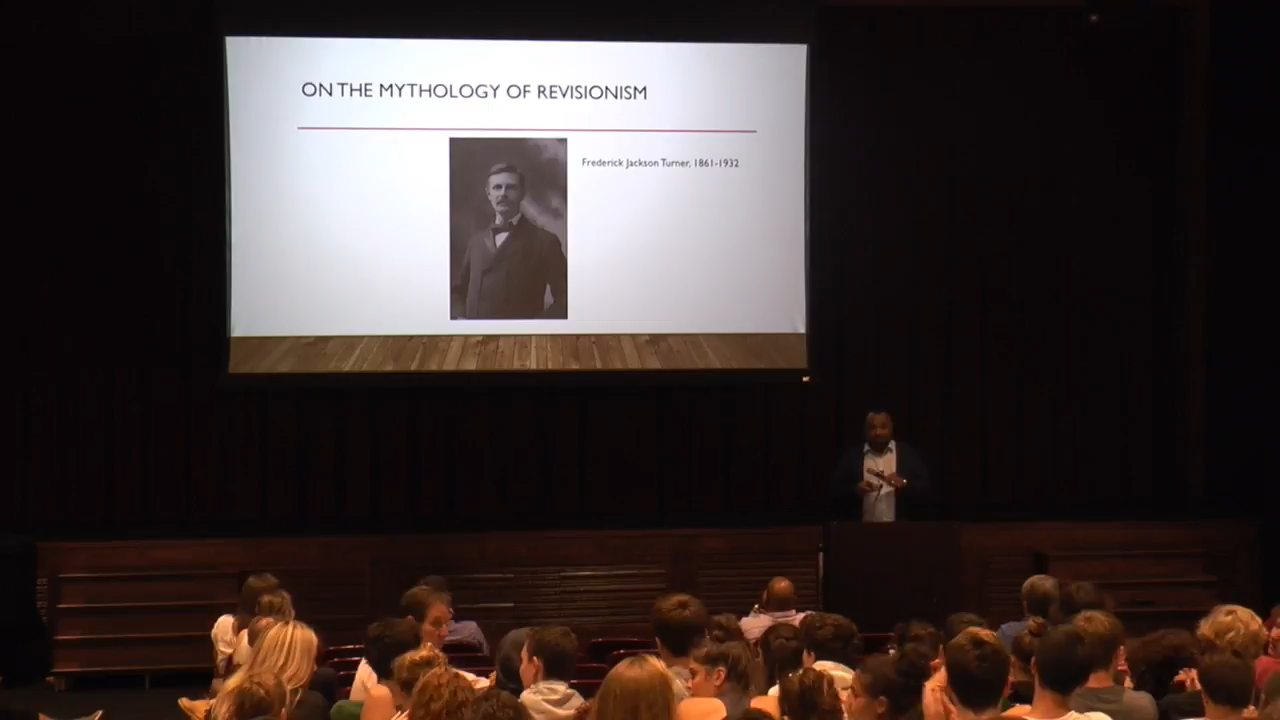 ON THE MYTHOLOGY OF REVISIONISM
Frederick Jackson Turner, 1861-1932